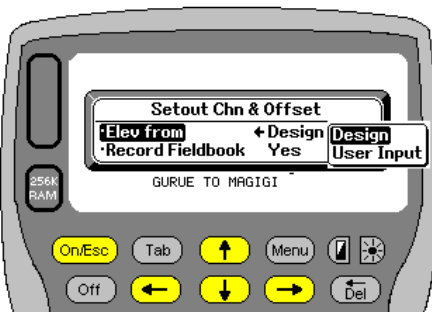 Setout Chn & Offset
·Elev from ←Design Design
·Record Fieldbook Yes User Input
GURUE TO MAGIGI
256K
RAM
On/Esc Tab Menu
Off Del